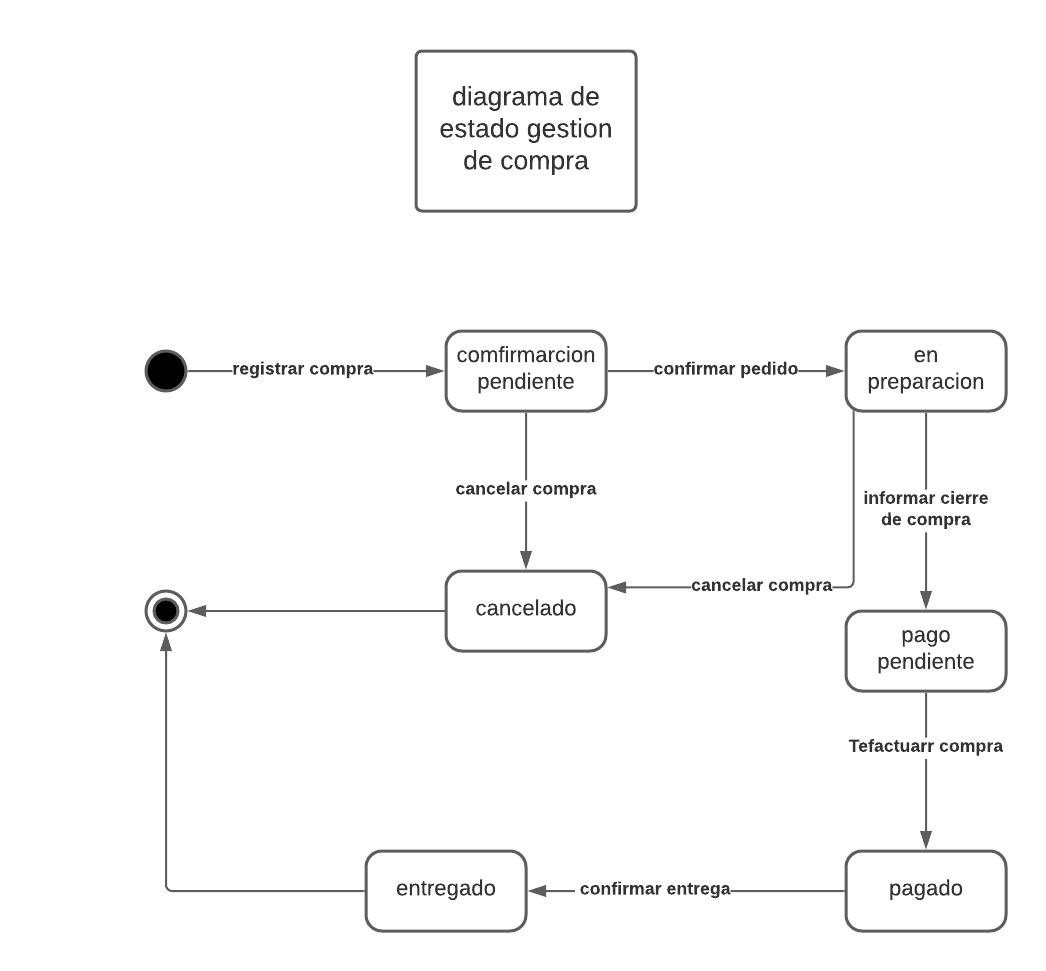 diagrama de
estado gestion
de compra
registrar compra
comfirmarcion
pendiente
confirmar pedido
en
preparacion
cancelar compra
informar cierre
de compra
cancelado
cancelar compra
pago
pendiente
Tefactuarr compra
entregado
confirmar entrega
pagado